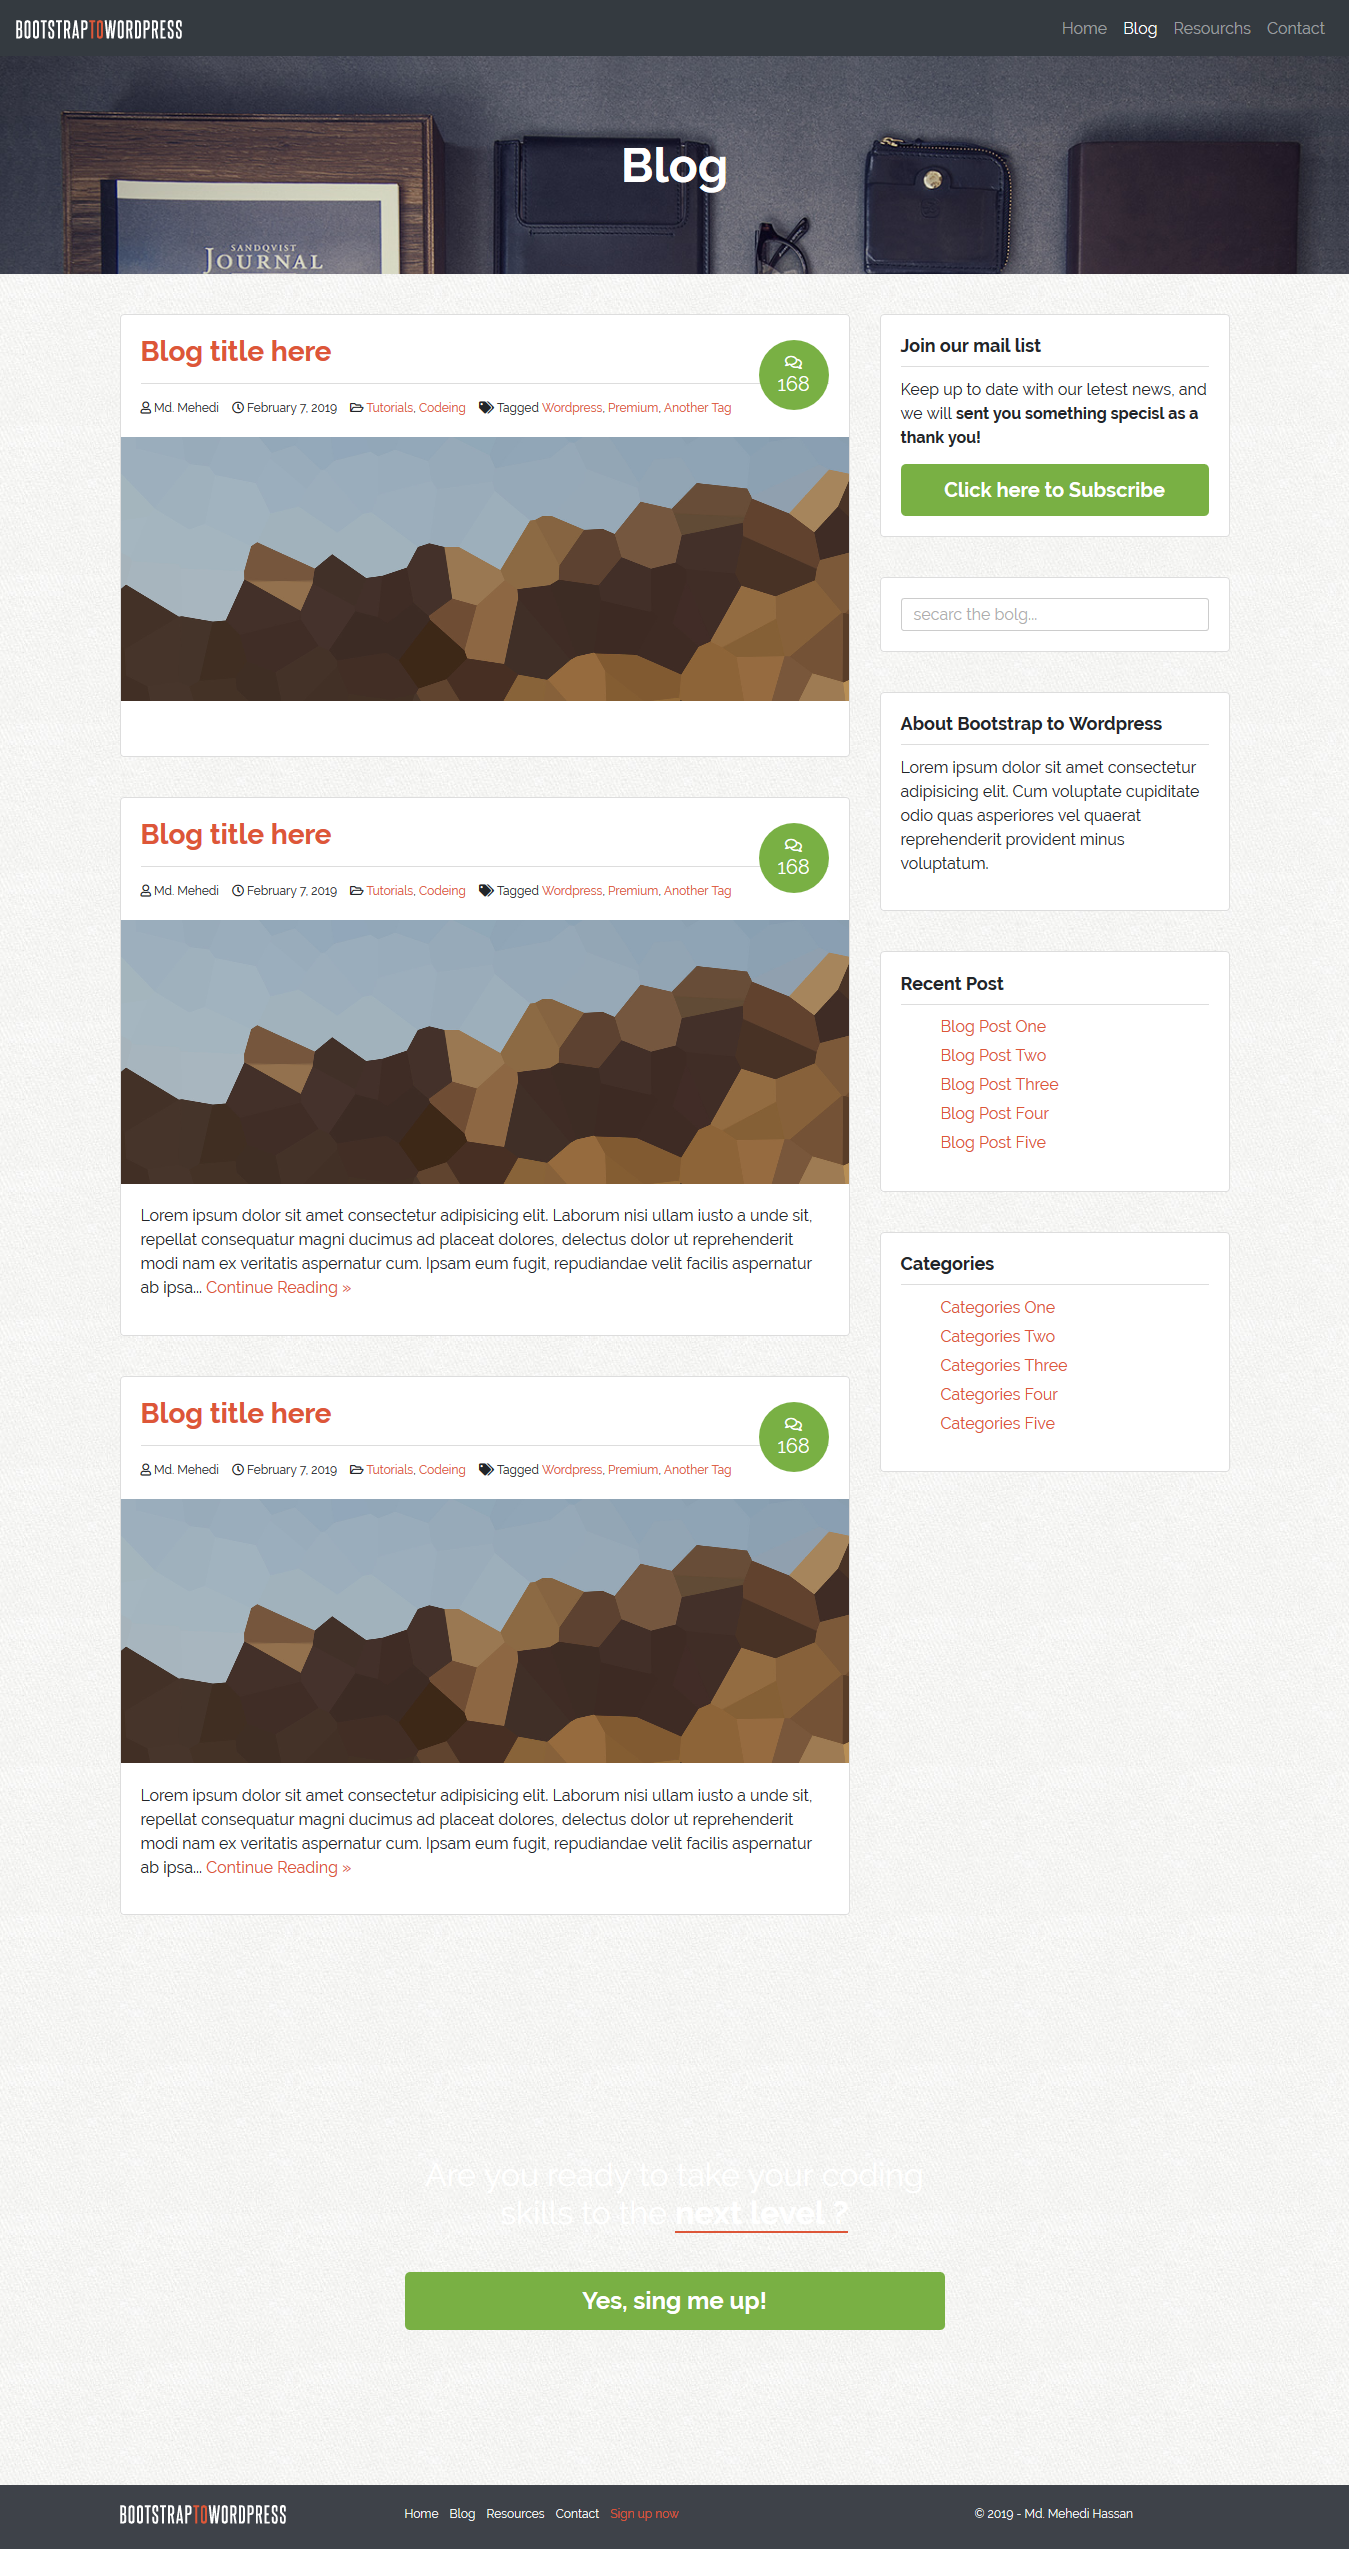 BOOTSTRAPTOWORDPRESS
Home Blog Resourchs Contact
Blog
SANDQVIST
JOURNAL
Blog title here
168
Md. Mehedi February 7, 2019 Tutorials, Codeing Tagged Wordpress, Premium, Another Tag
Blog title here
168
Md. Mehedi February 7, 2019 Tutorials, Codeing Tagged Wordpress, Premium, Another Tag
Lorem ipsum dolor sit amet consectetur adipisicing elit. Laborum nisi ullam iusto a unde sit,
repellat consequatur magni ducimus ad placeat dolores, delectus dolor ut reprehenderit
modi nam ex veritatis aspernatur cum. Ipsam eum fugit, repudiandae velit facilis aspernatur
ab ipsa... Continue Reading »
Blog title here
168
Md. Mehedi February 7, 2019 Tutorials, Codeing Tagged Wordpress, Premium, Another Tag
Lorem ipsum dolor sit amet consectetur adipisicing elit. Laborum nisi ullam iusto a unde sit,
repellat consequatur magni ducimus ad placeat dolores, delectus dolor ut reprehenderit
modi nam ex veritatis aspernatur cum. Ipsam eum fugit, repudiandae velit facilis aspernatur
ab ipsa... Continue Reading »
Join our mail list
Keep up to date with our letest news, and
we will sent you something specisl as a
thank you!
Click here to Subscribe
secarc the bolg...
About Bootstrap to Wordpress
Lorem ipsum dolor sit amet consectetur
adipisicing elit. Cum voluptate cupiditate
odio quas asperiores vel quaerat
reprehenderit provident minus
voluptatum.
Recent Post
Blog Post One
Blog Post Two
Blog Post Three
Blog Post Four
Blog Post Five
Categories
Categories One
Categories Two
Categories Three
Categories Four
Categories Five
Are you ready to take your coding
skills to the next level ?
Yes, sing me up!
BOOTSTRAPTOWORDPRESS
Home Blog Resources Contact Sign up now
© 2019 - Md. Mehedi Hassan